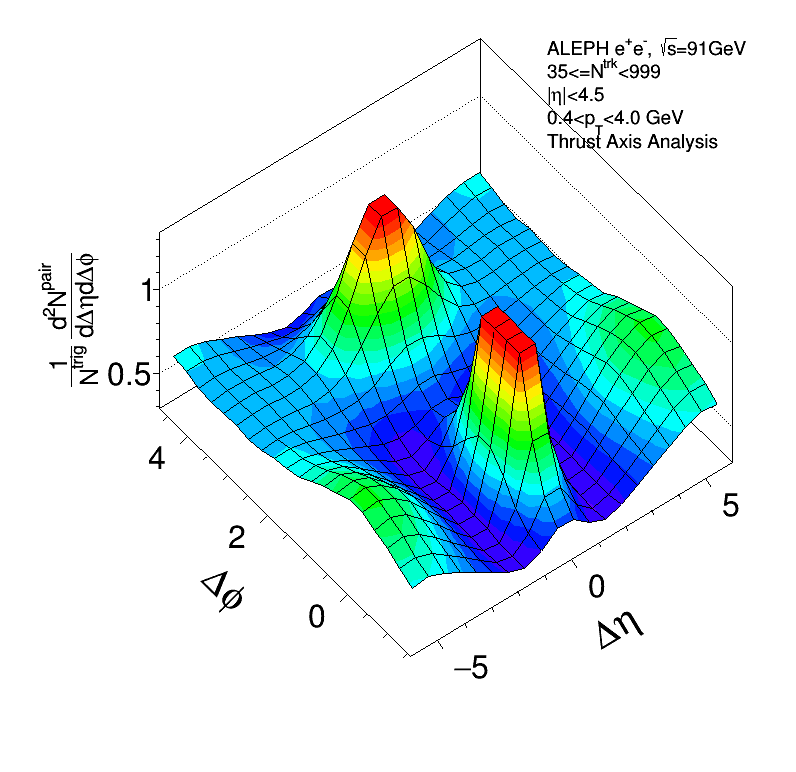 ALEPH e⁺e⁻, √s=91GeV
35<=Nᵗʳᵏ<999
|η|<4.5
0.4<p_T<4.0 GeV
Thrust Axis Analysis
1/N^trig d²N^pair/dΔηdΔφ
1
0.5
4
2
0
Δφ
−5
0
5
Δη